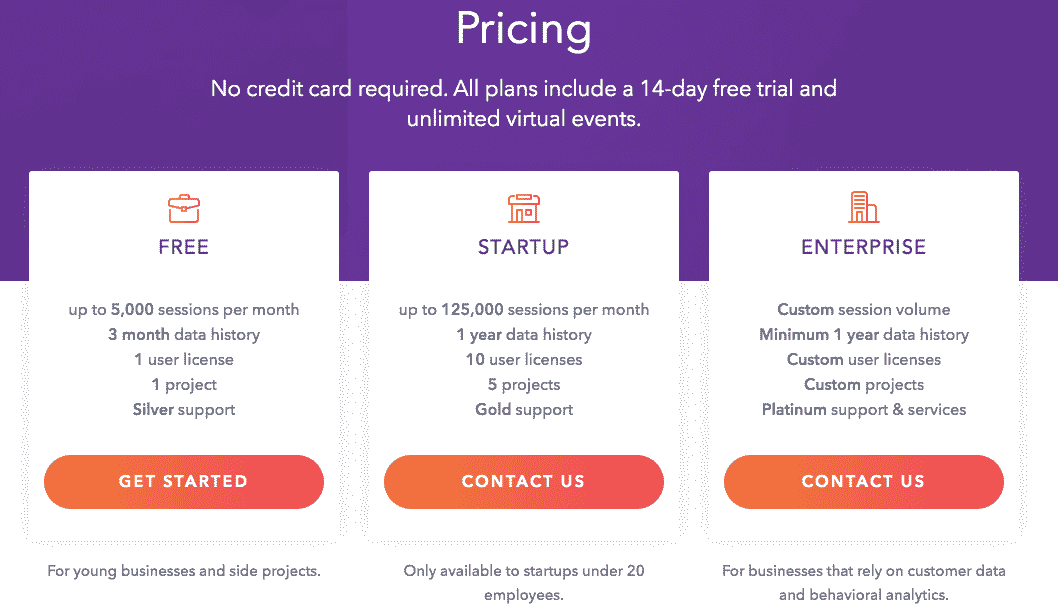 Pricing
No credit card required. All plans include a 14-day free trial and
unlimited virtual events.
FREE
up to 5,000 sessions per month
3 month data history
1 user license
1 project
Silver support
GET STARTED
For young businesses and side projects.
STARTUP
up to 125,000 sessions per month
1 year data history
10 user licenses
5 projects
Gold support
CONTACT US
Only available to startups under 20
employees.
ENTERPRISE
Custom session volume
Minimum 1 year data history
Custom user licenses
Custom projects
Platinum support & services
CONTACT US
For businesses that rely on customer data
and behavioral analytics.